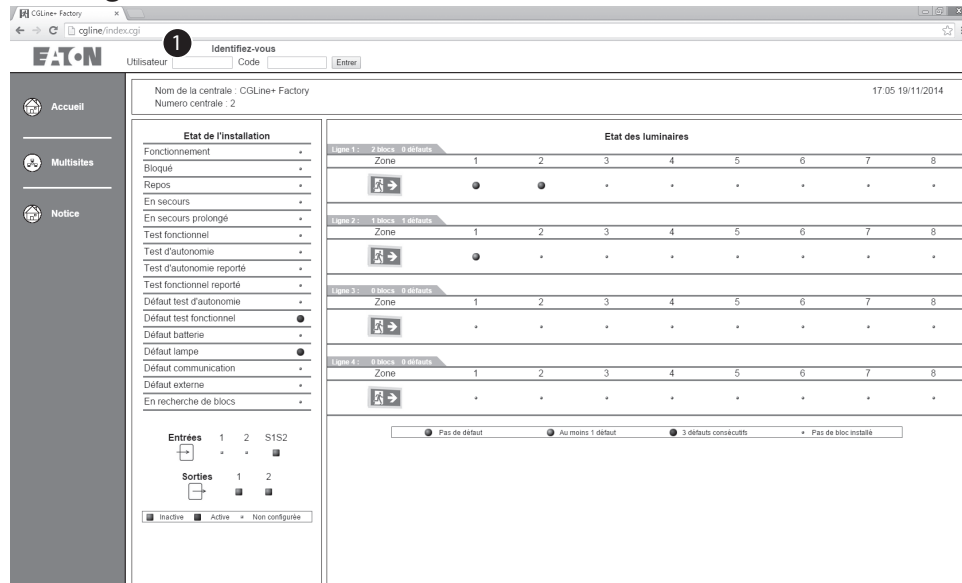 CGLine+ Factory
cgline/index.cgi
1
EATON
Identifiez-vous
Utilisateur Code Entrer
Nom de la centrale : CGLine+ Factory
Numero centrale : 2
17:05 19/11/2014
Accueil
Multisites
Notice
Etat de l'installation
Fonctionnement
Bloqué
Repos
En secours
En secours prolongé
Test fonctionnel
Test d'autonomie
Test d'autonomie reporté
Test fonctionnel reporté
Défaut test d'autonomie
Défaut test fonctionnel
Défaut batterie
Défaut lampe
Défaut communication
Défaut externe
En recherche de blocs
Entrées 1 2 S1S2
Sorties 1 2
Inactive Active Non configurée
Etat des luminaires
Ligne 1 : 2 blocs 0 défauts
Zone 1 2 3 4 5 6 7 8
Ligne 2 : 1 blocs 1 défauts
Zone 1 2 3 4 5 6 7 8
Ligne 3 : 0 blocs 0 défauts
Zone 1 2 3 4 5 6 7 8
Ligne 4 : 0 blocs 0 défauts
Zone 1 2 3 4 5 6 7 8
Pas de défaut Au moins 1 défaut 3 défauts consécutifs Pas de bloc installé